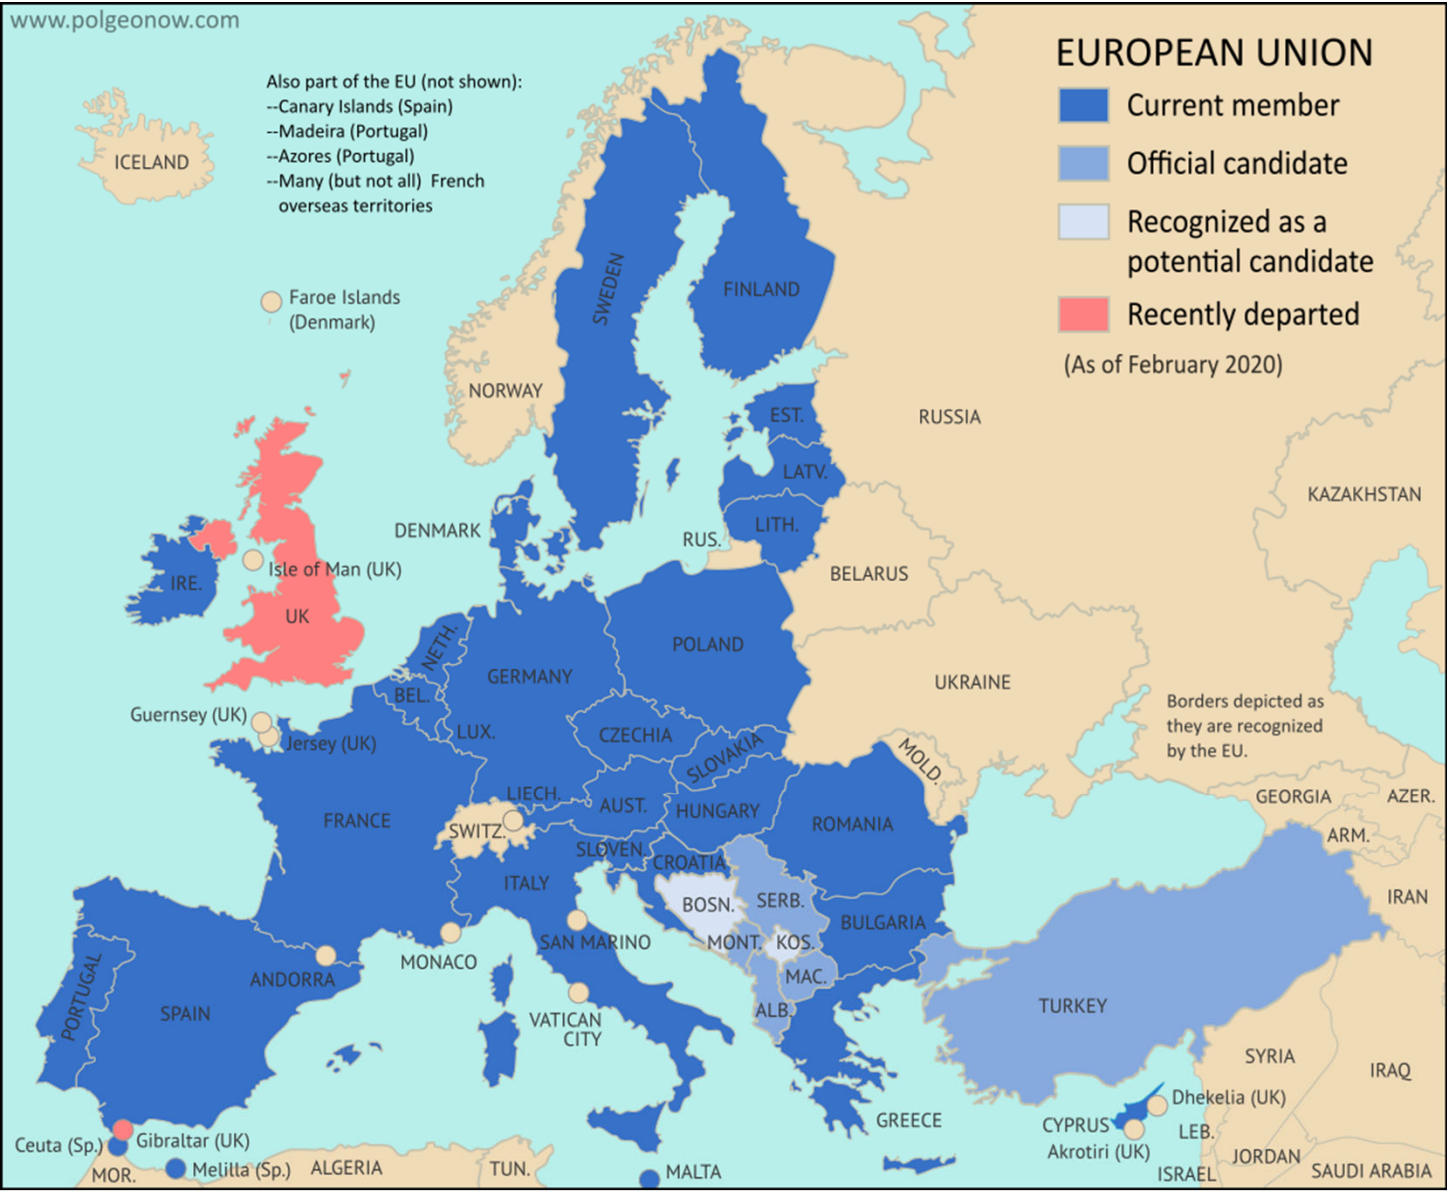 www.polgeonow.com
EUROPEAN UNION
Current member
Official candidate
Recognized as a
potential candidate
Recently departed
(As of February 2020)
Also part of the EU (not shown):
--Canary Islands (Spain)
--Madeira (Portugal)
--Azores (Portugal)
--Many (but not all) French
overseas territories
ICELAND
Faroe Islands
(Denmark)
SWEDEN
FINLAND
NORWAY
RUSSIA
EST.
LATV.
LITH.
RUS.
DENMARK
KAZAKHSTAN
BELARUS
Isle of Man (UK)
IRE.
UK
NETH.
POLAND
GERMANY
UKRAINE
BEL.
Guernsey (UK)
Jersey (UK)
LUX.
CZECHIA
SLOVAKIA
MOLD.
Borders depicted as
they are recognized
by the EU.
LIECH.
AUST.
HUNGARY
GEORGIA
AZER.
FRANCE
SWITZ.
ROMANIA
ARM.
SLOVEN.
CROATIA
ITALY
BOSN.
SERB.
IRAN
BULGARIA
SAN MARINO
MONT.
KOS.
MONACO
ANDORRA
MAC.
PORTUGAL
SPAIN
VATICAN
CITY
ALB.
TURKEY
SYRIA
IRAQ
GREECE
CYPRUS
Dhekelia (UK)
Akrotiri (UK)
LEB.
Ceuta (Sp.)
Gibraltar (UK)
MOR.
Melilla (Sp.)
ALGERIA
TUN.
MALTA
ISRAEL
JORDAN
SAUDI ARABIA